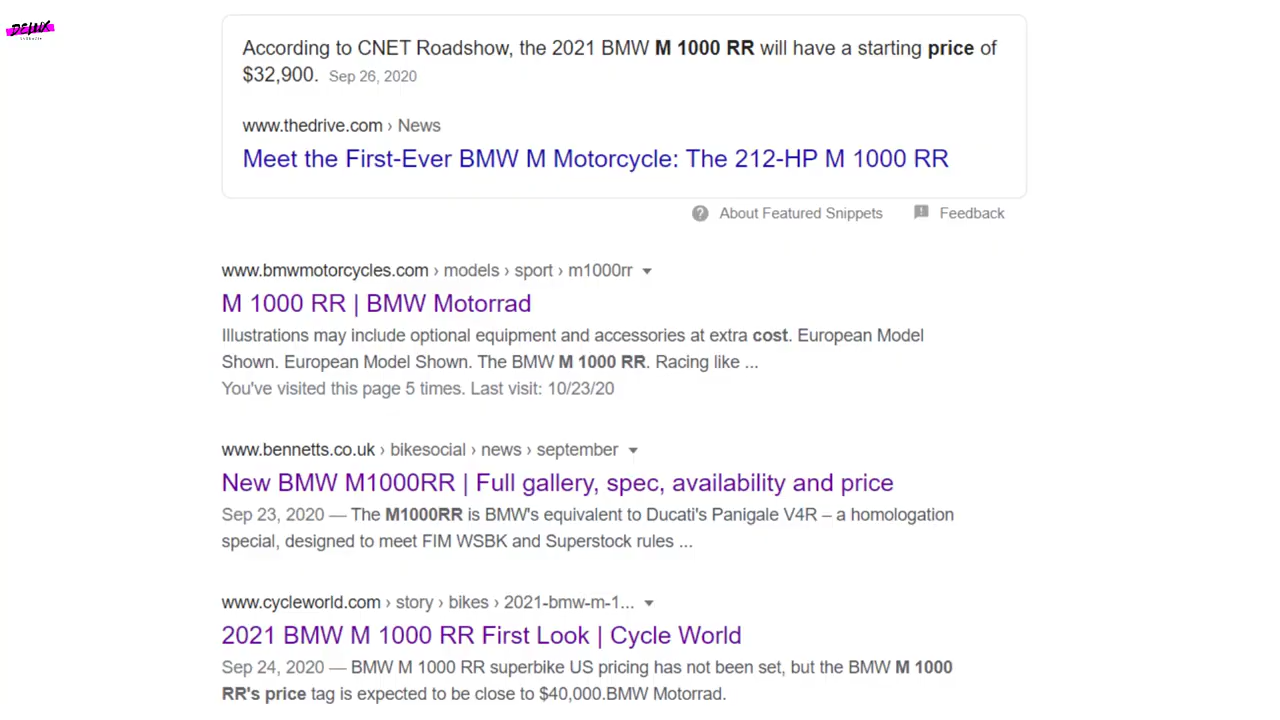 DELUX
According to CNET Roadshow, the 2021 BMW M 1000 RR will have a starting price of
$32,900. Sep 26, 2020
www.thedrive.com › News
Meet the First-Ever BMW M Motorcycle: The 212-HP M 1000 RR
About Featured Snippets Feedback
www.bmwmotorcycles.com › models › sport › m1000rr
M 1000 RR | BMW Motorrad
Illustrations may include optional equipment and accessories at extra cost. European Model
Shown. European Model Shown. The BMW M 1000 RR. Racing like ...
You've visited this page 5 times. Last visit: 10/23/20
www.bennetts.co.uk › bikesocial › news › september
New BMW M1000RR | Full gallery, spec, availability and price
Sep 23, 2020 — The M1000RR is BMW's equivalent to Ducati's Panigale V4R – a homologation
special, designed to meet FIM WSBK and Superstock rules ...
www.cycleworld.com › story › bikes › 2021-bmw-m-1...
2021 BMW M 1000 RR First Look | Cycle World
Sep 24, 2020 — BMW M 1000 RR superbike US pricing has not been set, but the BMW M 1000
RR's price tag is expected to be close to $40,000.BMW Motorrad.